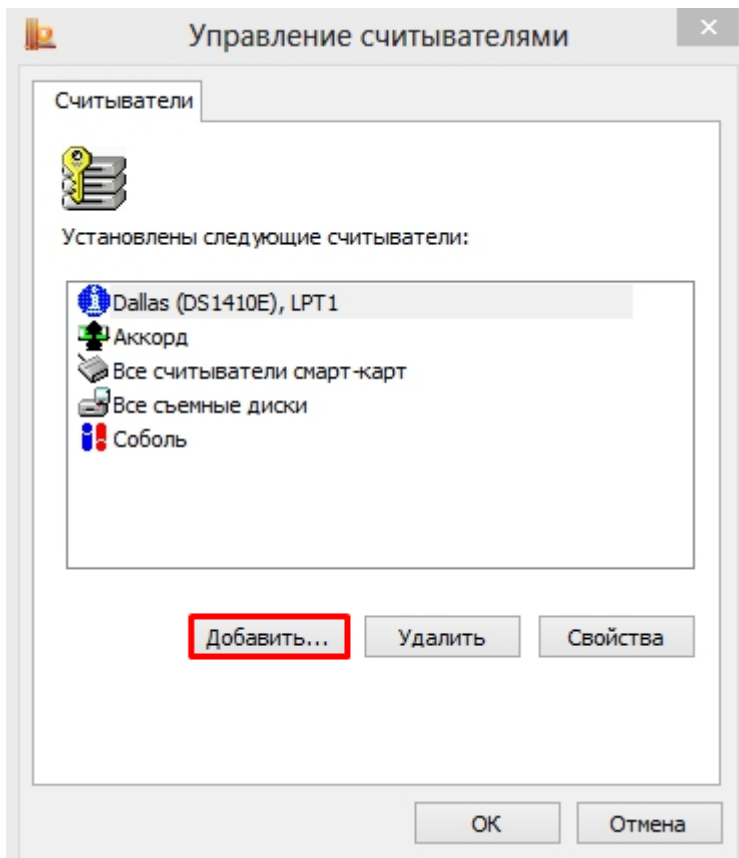 Управление считывателями
Считыватели
Установлены следующие считыватели:
Dallas (DS1410E), LPT1
Аккорд
Все считыватели смарт-карт
Все съемные диски
Соболь
Добавить... Удалить Свойства
ОК Отмена